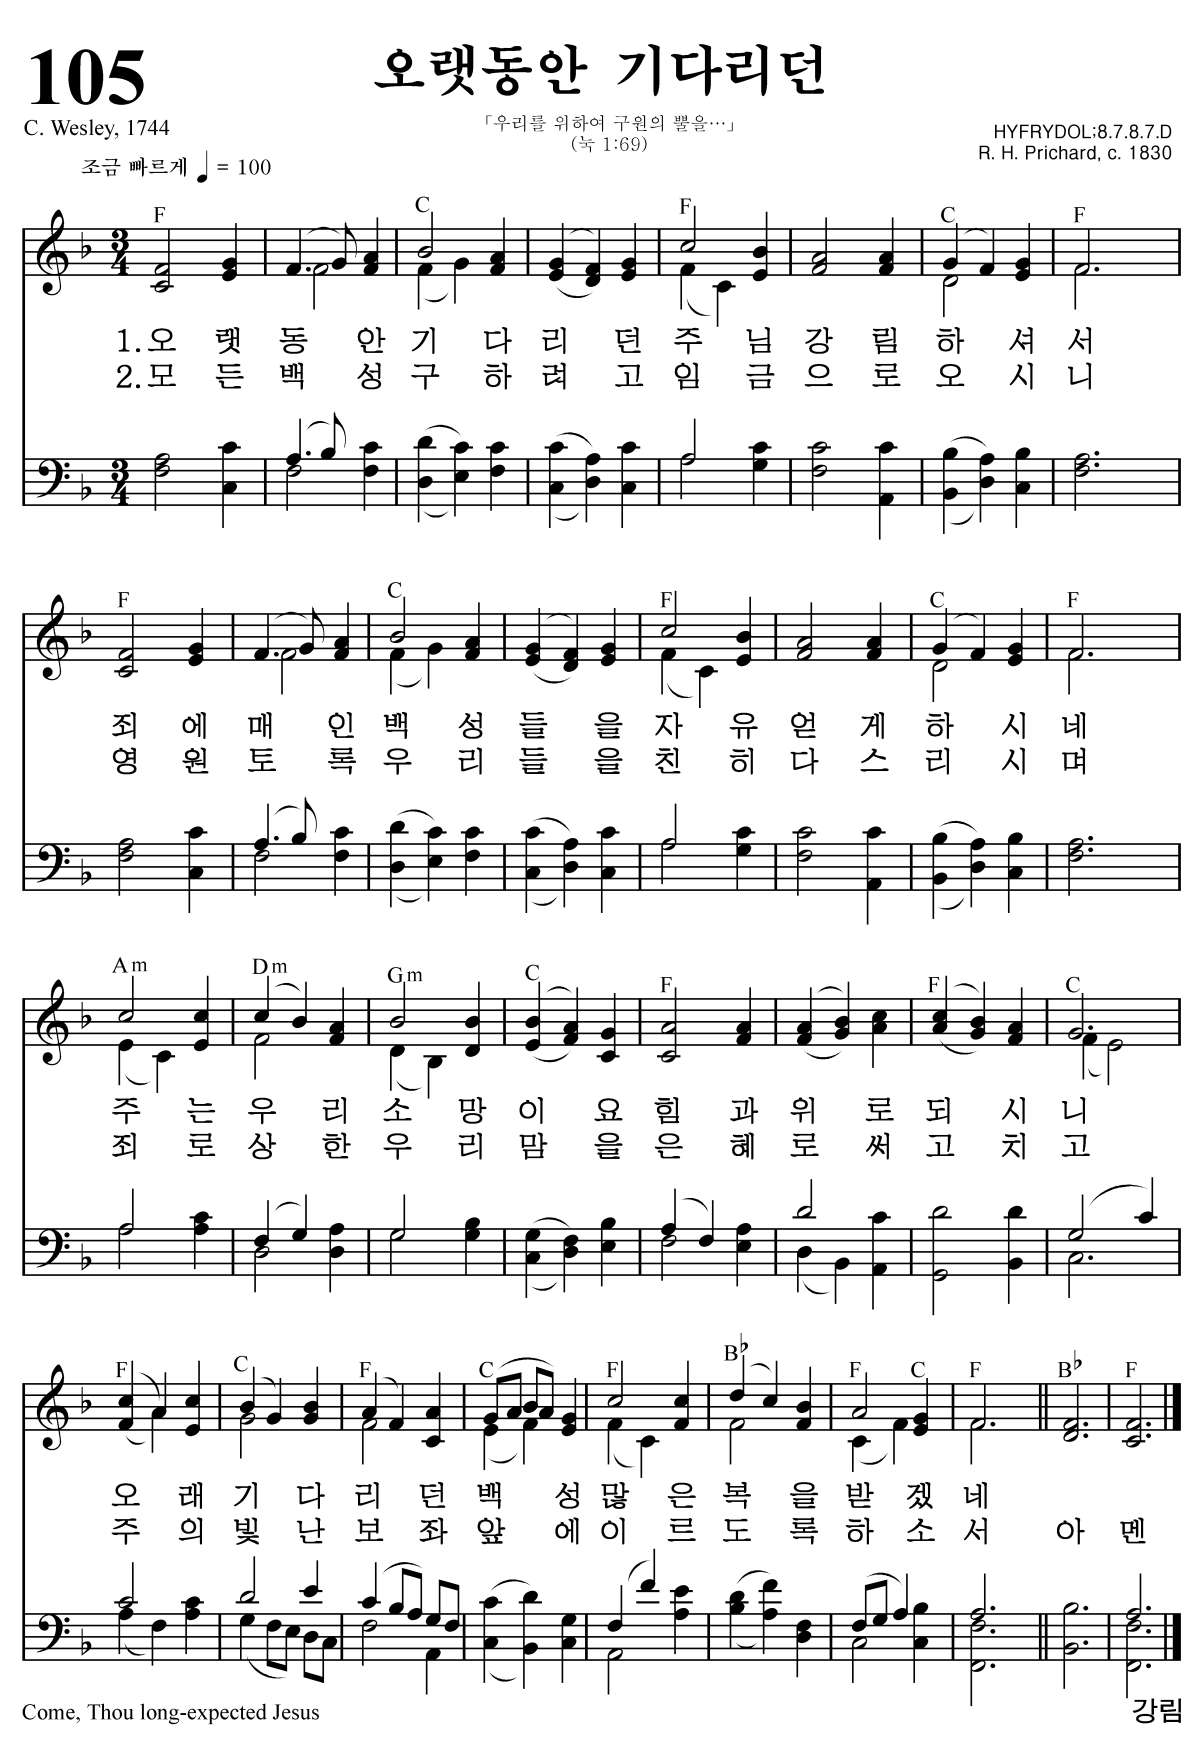 105
오랫동안 기다리던
C. Wesley, 1744
「우리를 위하여 구원의 뿔을…」
(눅 1:69)
HYFRYDOL;8.7.8.7.D
R. H. Prichard, c. 1830
조금 빠르게 ♩ = 100
F C F C F
1.오 랫 동 안 기 다 리 던 주 님 강 림 하 셔 서
2.모 든 백 성 구 하 려 고 임 금 으 로 오 시 니
F C F C F
죄 에 매 인 백 성 들 을 자 유 얻 게 하 시 네
영 원 토 록 우 리 들 을 친 히 다 스 리 시 며
Am Dm Gm C F F C
주 는 우 리 소 망 이 요 힘 과 위 로 되 시 니
죄 로 상 한 우 리 맘 을 은 혜 로 써 고 치 고
F C F C F B♭ F C F B♭ F
오 래 기 다 리 던 백 성 많 은 복 을 받 겠 네
주 의 빛 난 보 좌 앞 에 이 르 도 록 하 소 서 아 멘
Come, Thou long-expected Jesus
강림